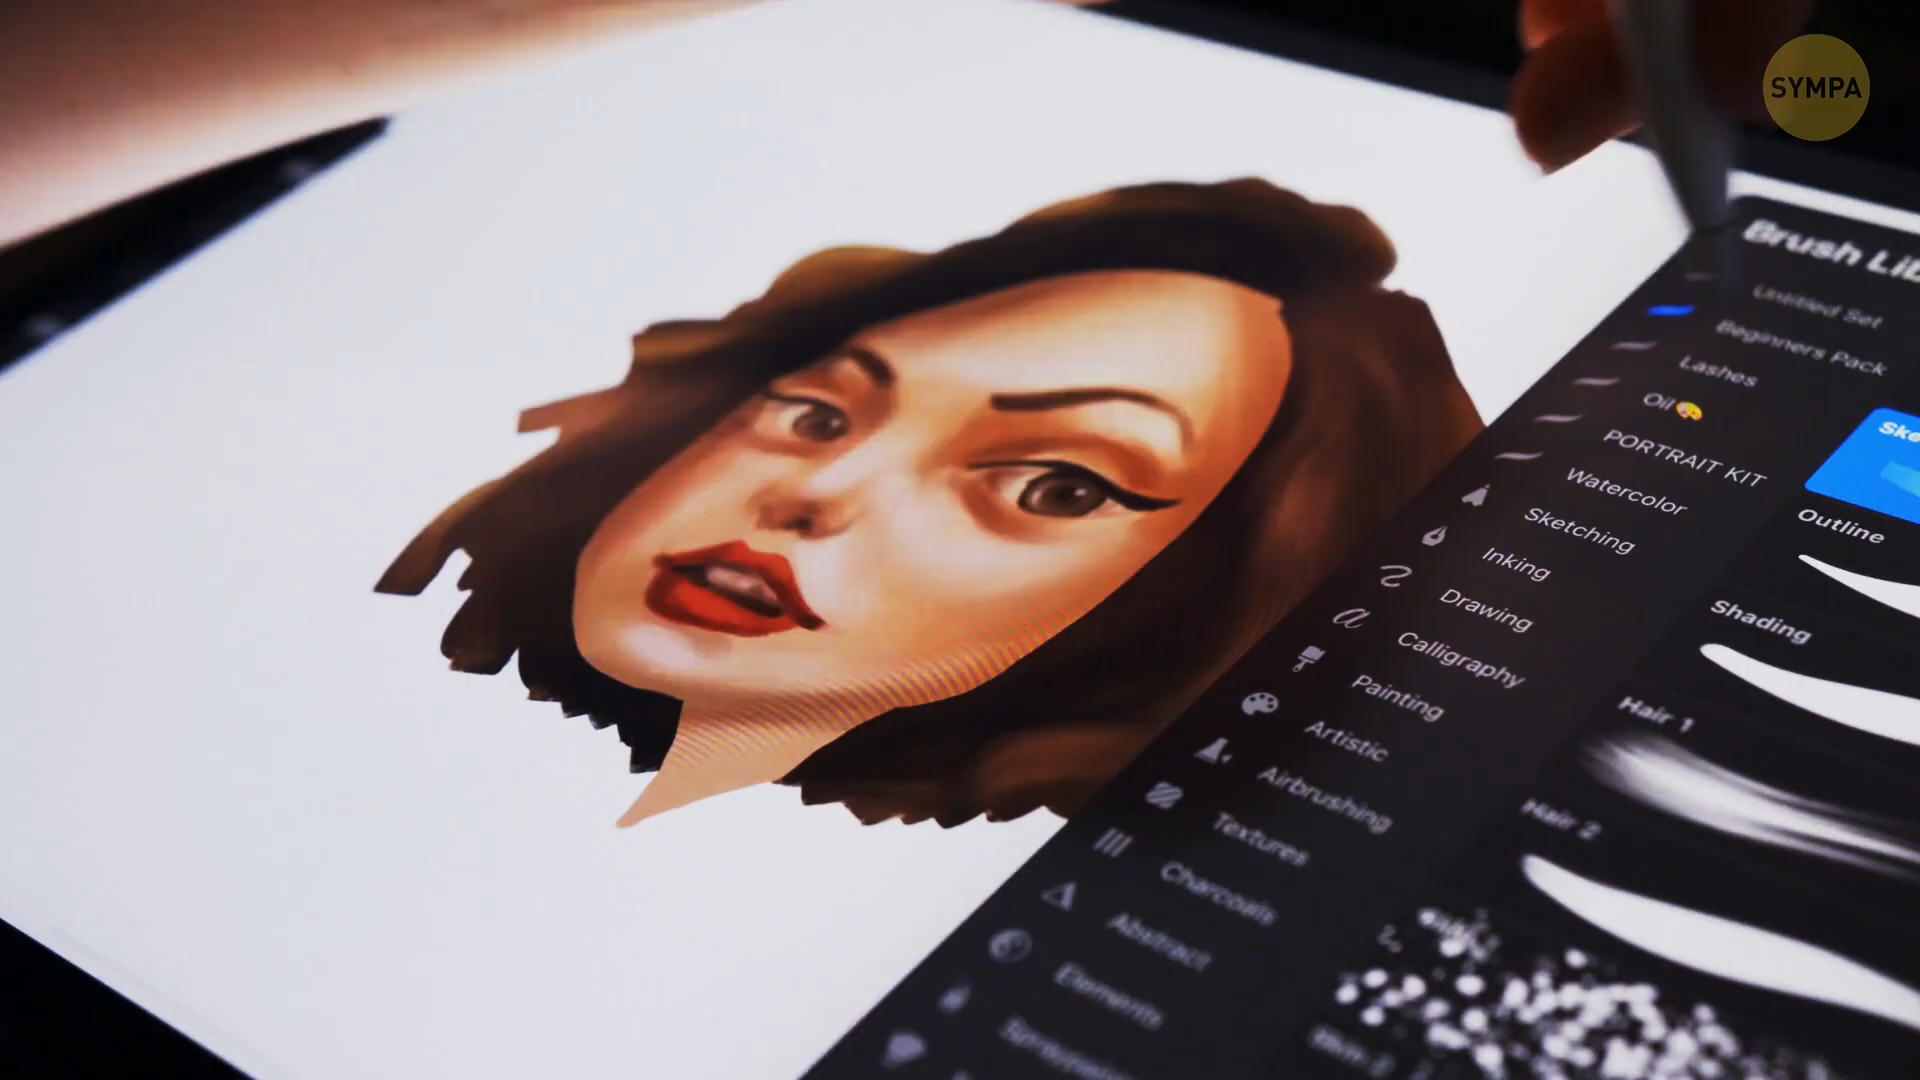 SYMPA
Brush Lib
Untitled Set
Beginners Pack
Lashes
Oil🎨
PORTRAIT KIT
Watercolor
Sketching
Inking
Drawing
Calligraphy
Painting
Artistic
Airbrushing
Textures
Charcoals
Abstract
Elements
Ske
Outline
Shading
Hair 1
Hair 2